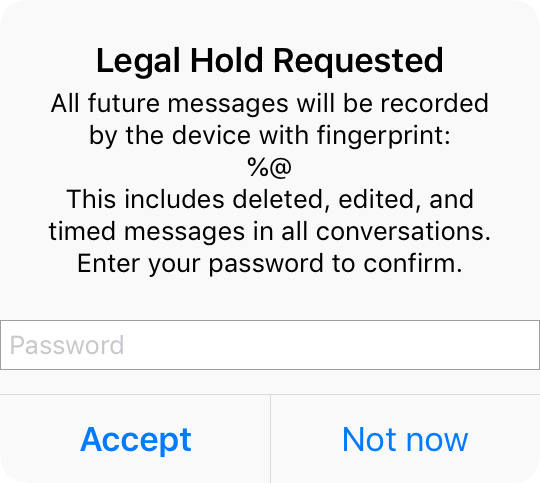 Legal Hold Requested
All future messages will be recorded
by the device with fingerprint:
%@
This includes deleted, edited, and
timed messages in all conversations.
Enter your password to confirm.
Password
Accept
Not now